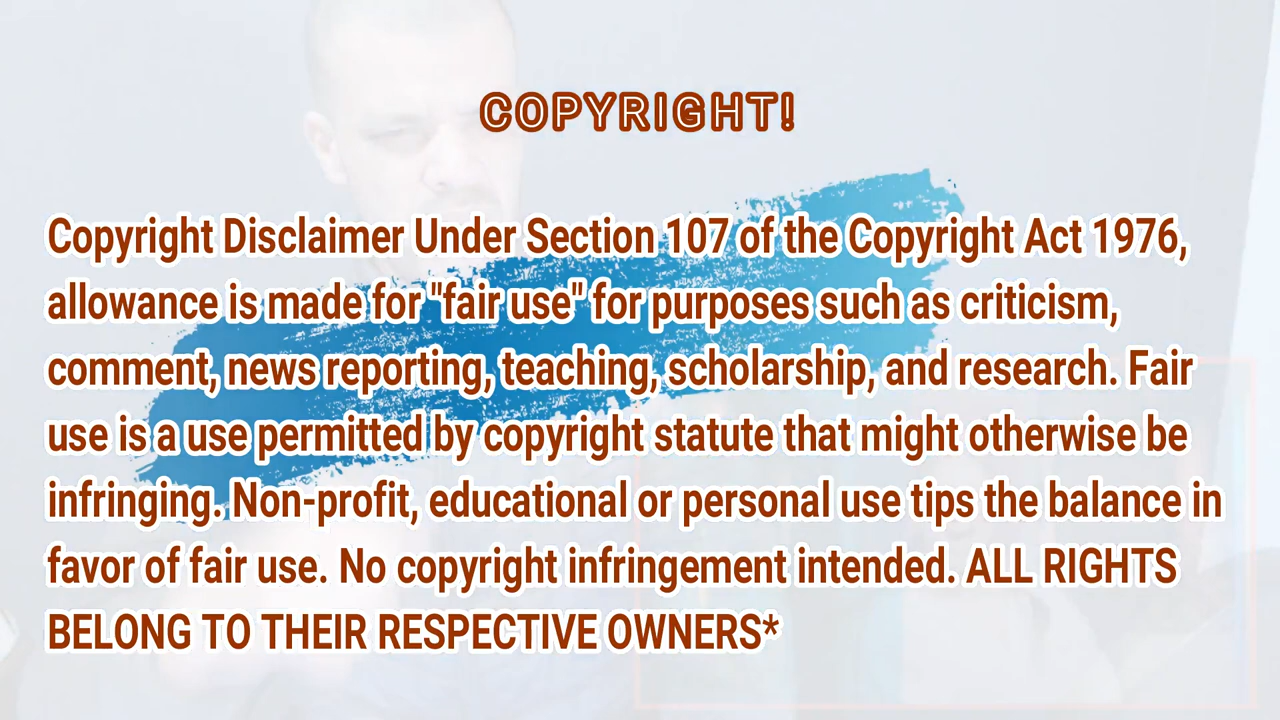 COPYRIGHT!
Copyright Disclaimer Under Section 107 of the Copyright Act 1976,
allowance is made for "fair use" for purposes such as criticism,
comment, news reporting, teaching, scholarship, and research. Fair
use is a use permitted by copyright statute that might otherwise be
infringing. Non-profit, educational or personal use tips the balance in
favor of fair use. No copyright infringement intended. ALL RIGHTS
BELONG TO THEIR RESPECTIVE OWNERS*